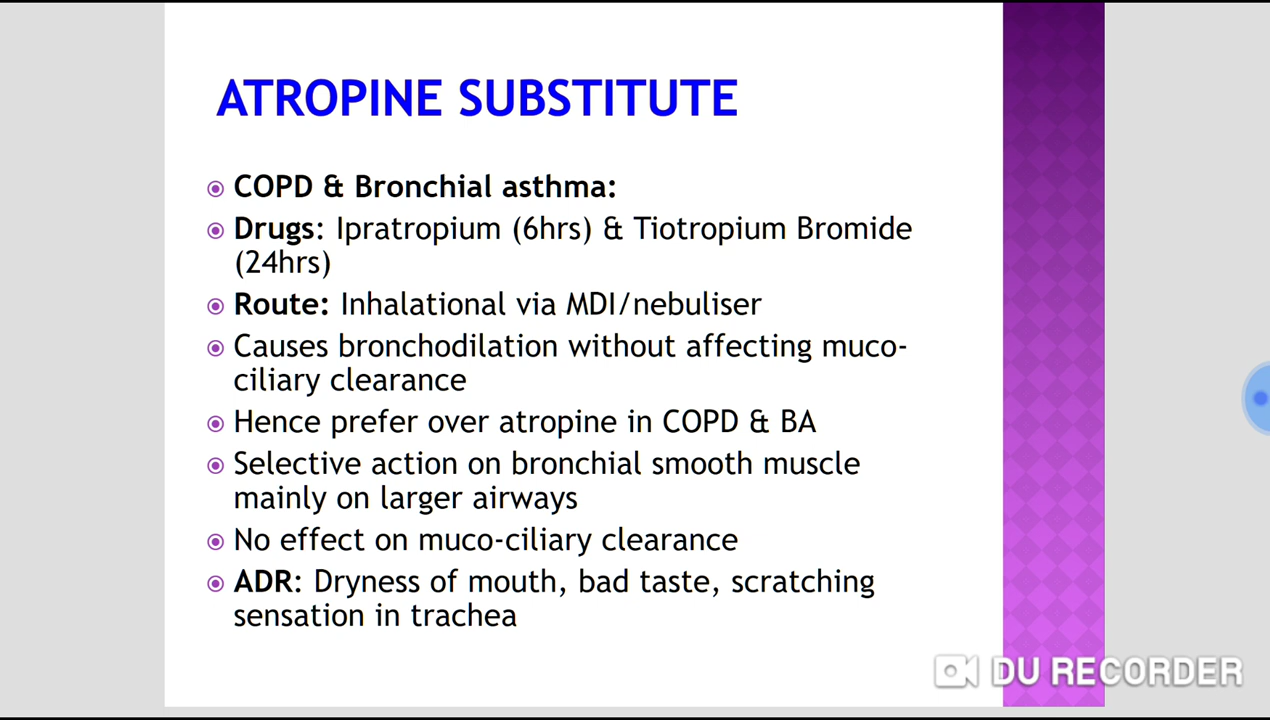 ATROPINE SUBSTITUTE
COPD & Bronchial asthma:
Drugs: Ipratropium (6hrs) & Tiotropium Bromide
(24hrs)
Route: Inhalational via MDI/nebuliser
Causes bronchodilation without affecting muco-
ciliary clearance
Hence prefer over atropine in COPD & BA
Selective action on bronchial smooth muscle
mainly on larger airways
No effect on muco-ciliary clearance
ADR: Dryness of mouth, bad taste, scratching
sensation in trachea
DU RECORDER